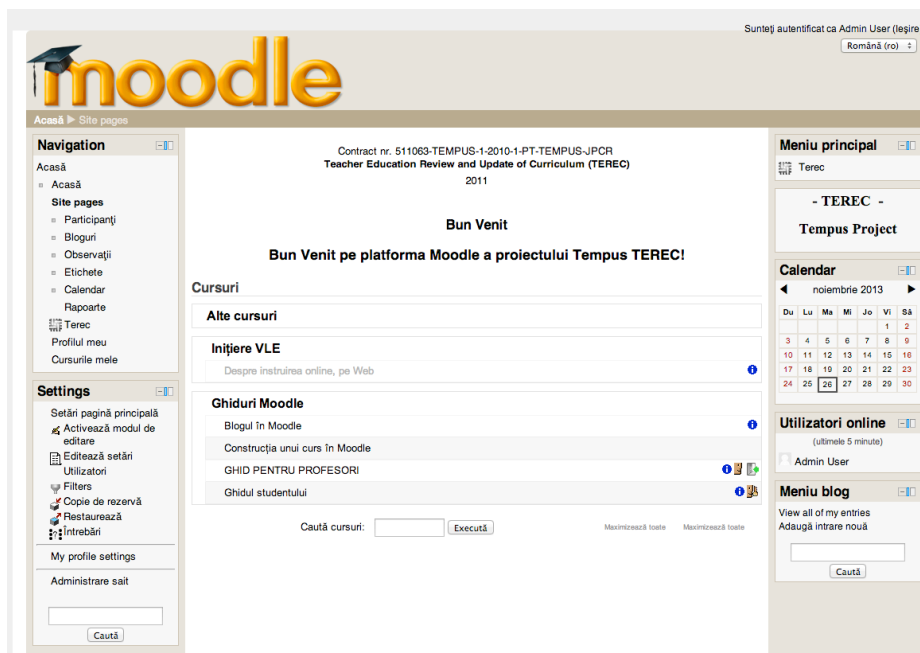 Sunteţi autentificat ca Admin User (Ieşire
Română (ro)
moodle
Acasă ► Site pages
Navigation
Acasă
Acasă
Site pages
Participanţi
Bloguri
Observaţii
Etichete
Calendar
Rapoarte
Terec
Profilul meu
Cursurile mele
Settings
Setări pagină principală
Activează modul de
editare
Editează setări
Utilizatori
Filters
Copie de rezervă
Restaurează
Întrebări
My profile settings
Administrare sait
Caută
Contract nr. 511063-TEMPUS-1-2010-1-PT-TEMPUS-JPCR
Teacher Education Review and Update of Curriculum (TEREC)
2011
Bun Venit
Bun Venit pe platforma Moodle a proiectului Tempus TEREC!
Cursuri
Alte cursuri
Iniţiere VLE
Despre instruirea online, pe Web
Ghiduri Moodle
Blogul în Moodle
Construcţia unui curs în Moodle
GHID PENTRU PROFESORI
Ghidul studentului
Caută cursuri:
Execută
Maximizează toate Maximizează toate
Meniu principal
Terec
- TEREC -
Tempus Project
Calendar
◄ noiembrie 2013 ►
Du Lu Ma Mi Jo Vi Sâ
1 2
3 4 5 6 7 8 9
10 11 12 13 14 15 16
17 18 19 20 21 22 23
24 25 26 27 28 29 30
Utilizatori online
(ultimele 5 minute)
Admin User
Meniu blog
View all of my entries
Adaugă intrare nouă
Caută